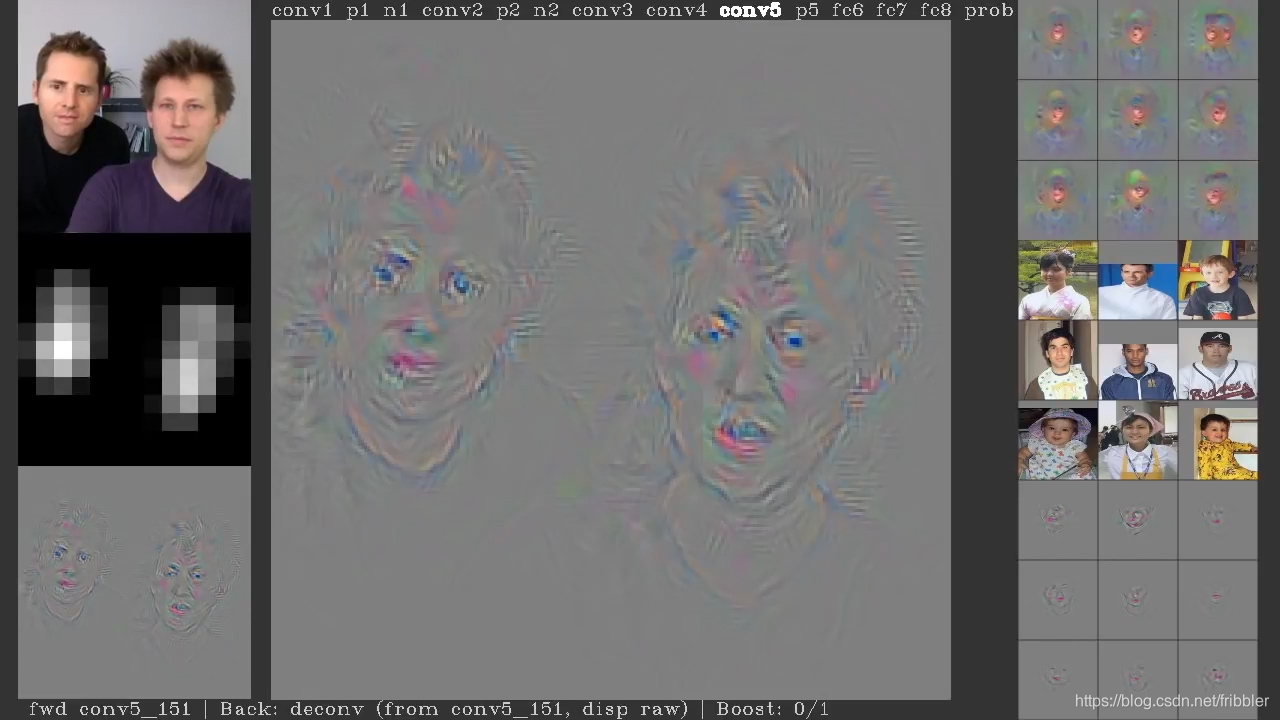 conv1 p1 n1 conv2 p2 n2 conv3 conv4 conv5 p5 fc6 fc7 fc8 prob
fwd conv5_151 | Back: deconv (from conv5_151, disp raw) | Boost: 0/1
https://blog.csdn.net/fribbler